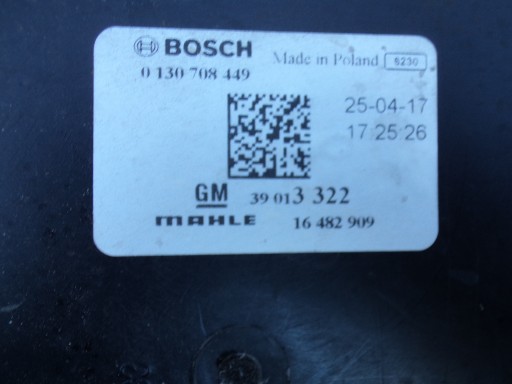 BOSCH Made in Poland 6230
0 130 708 449
25-04-17
17:25:26
GM 39 013 322
MAHLE 16 482 909